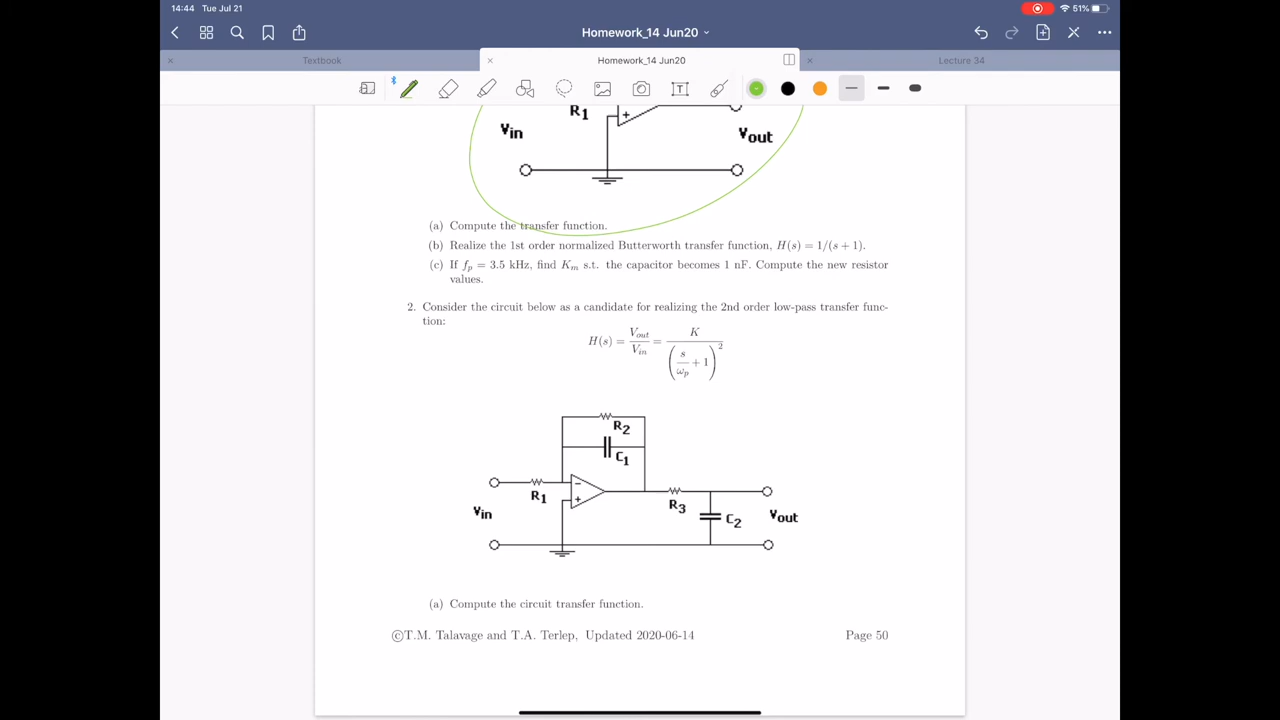 14:44 Tue Jul 21
51%
Homework_14 Jun20
Textbook
Homework_14 Jun20
Lecture 34
T
R1
+
Vin
Vout
(a) Compute the transfer function.
(b) Realize the 1st order normalized Butterworth transfer function, H(s) = 1/(s + 1).
(c) If fp = 3.5 kHz, find Km s.t. the capacitor becomes 1 nF. Compute the new resistor
values.
2. Consider the circuit below as a candidate for realizing the 2nd order low-pass transfer func-
tion:
H(s) = Vout/Vin = K/(s/ωp + 1)^2
R2
C1
R1
−
+
R3
C2
Vin
Vout
(a) Compute the circuit transfer function.
©T.M. Talavage and T.A. Terlep, Updated 2020-06-14 Page 50